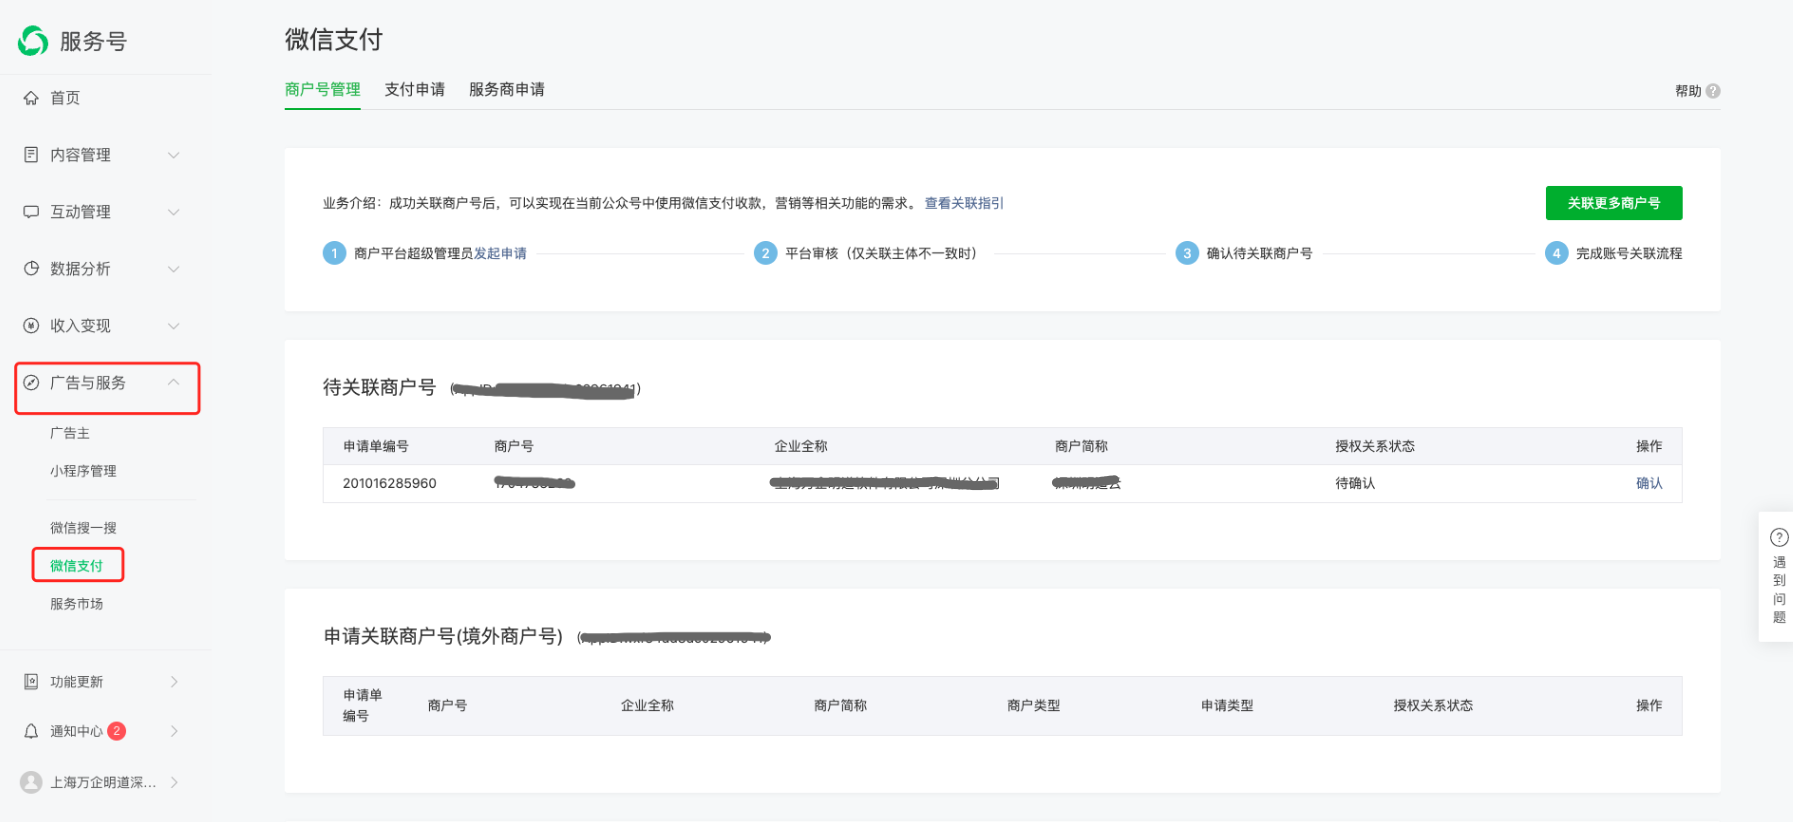 服务号
首页
内容管理
互动管理
数据分析
收入变现
广告与服务
广告主
小程序管理
微信搜一搜
微信支付
服务市场
功能更新
通知中心 2
上海万企明道深...
微信支付
商户号管理 支付申请 服务商申请
帮助 ?
业务介绍：成功关联商户号后，可以实现在当前公众号中使用微信支付收款，营销等相关功能的需求。 查看关联指引
关联更多商户号
1 商户平台超级管理员发起申请 2 平台审核（仅关联主体不一致时） 3 确认待关联商户号 4 完成账号关联流程
待关联商户号
申请单编号 商户号 企业全称 商户简称 授权关系状态 操作
201016285960 待确认 确认
申请关联商户号(境外商户号)
申请单
编号 商户号 企业全称 商户简称 商户类型 申请类型 授权关系状态 操作
?
遇
到
问
题